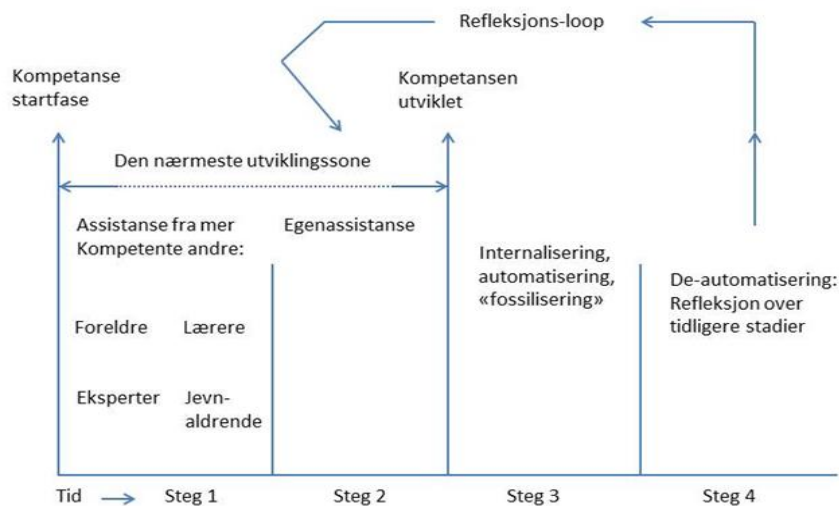 Refleksjons-loop
Kompetanse
startfase
Kompetansen
utviklet
Den nærmeste utviklingssone
Assistanse fra mer
Kompetente andre:
Foreldre
Lærere
Eksperter
Jevn-
aldrende
Egenassistanse
Internalisering,
automatisering,
«fossilisering»
De-automatisering:
Refleksjon over
tidligere stadier
Tid
Steg 1
Steg 2
Steg 3
Steg 4